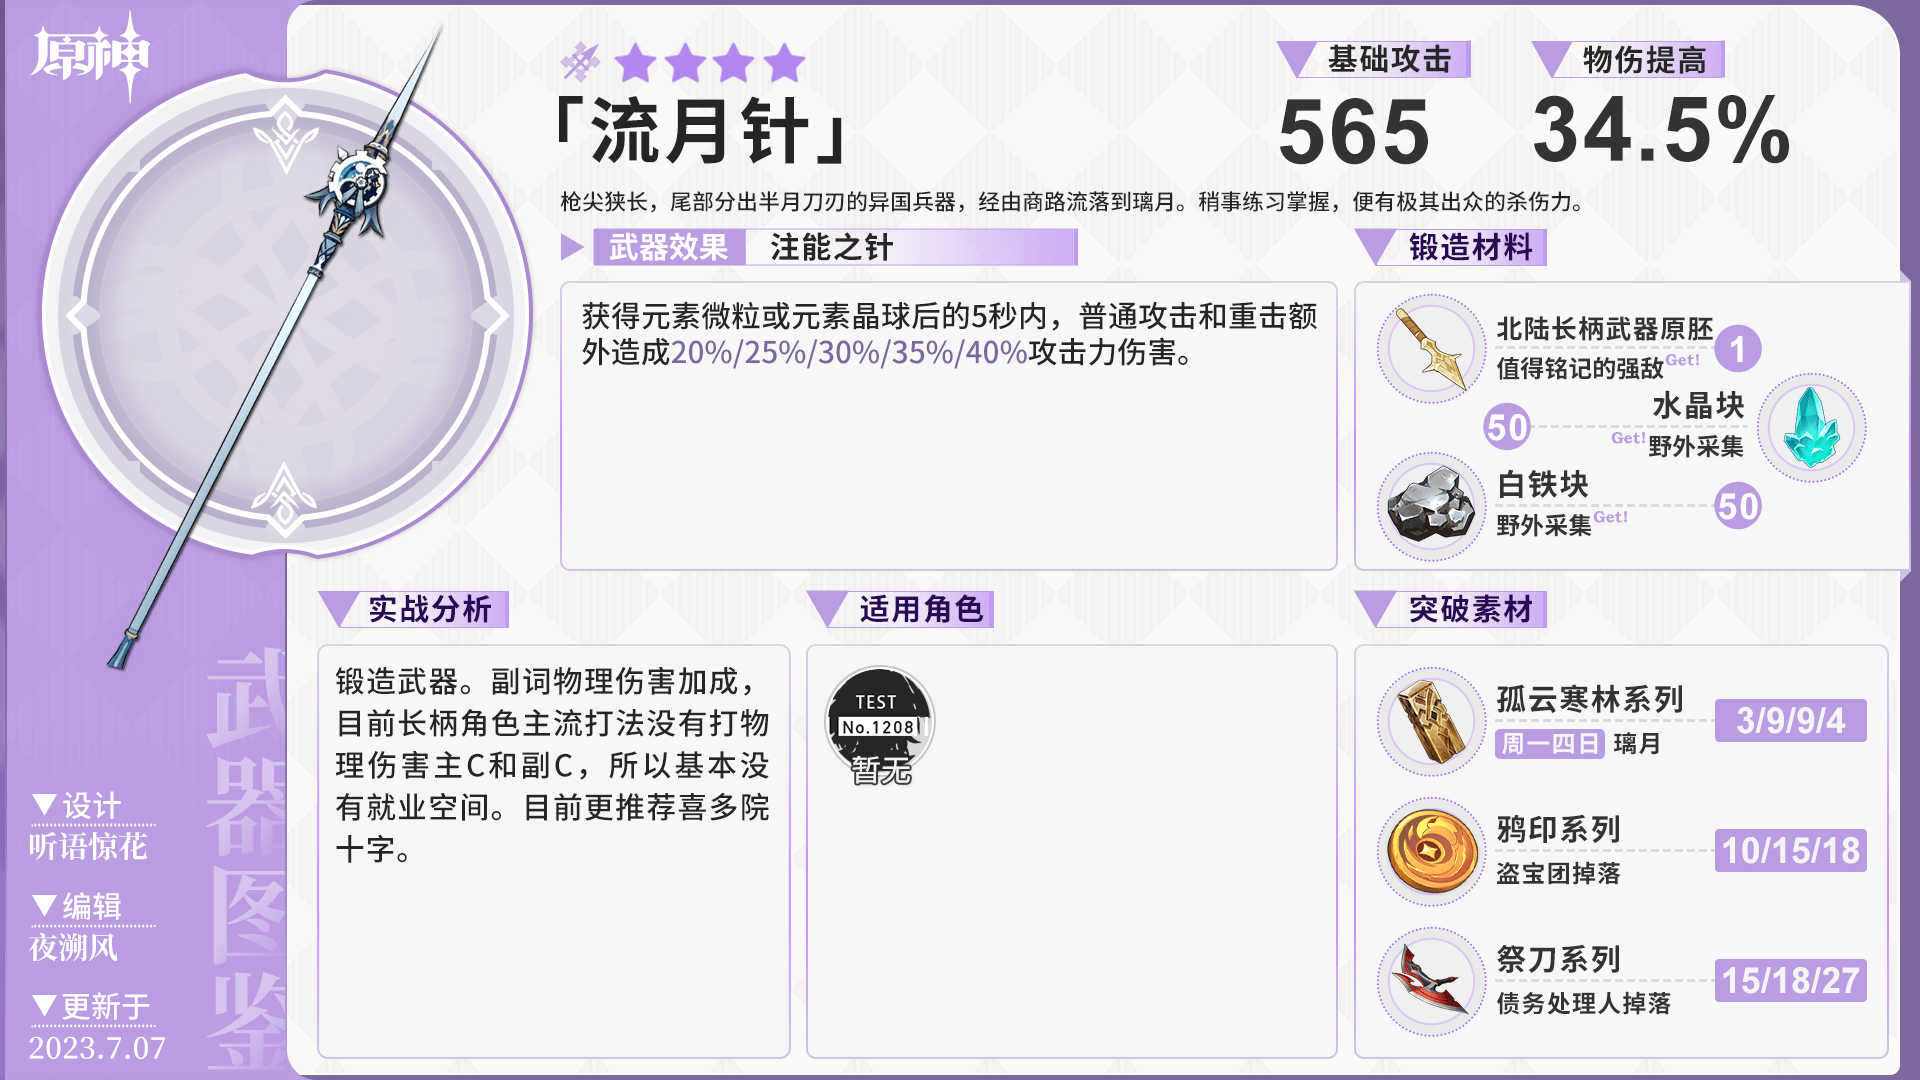 原神
「流月针」
基础攻击
565
物伤提高
34.5%
枪尖狭长，尾部分出半月刀刃的异国兵器，经由商路流落到璃月。稍事练习掌握，便有极其出众的杀伤力。
武器效果
注能之针
获得元素微粒或元素晶球后的5秒内，普通攻击和重击额
外造成20%/25%/30%/35%/40%攻击力伤害。
锻造材料
北陆长柄武器原胚
1
值得铭记的强敌Get!
水晶块
50
Get!野外采集
白铁块
50
野外采集Get!
实战分析
锻造武器。副词物理伤害加成，
目前长柄角色主流打法没有打物
理伤害主C和副C，所以基本没
有就业空间。目前更推荐喜多院
十字。
适用角色
TEST
No.1208
暂无
突破素材
孤云寒林系列
3/9/9/4
周一四日 璃月
鸦印系列
10/15/18
盗宝团掉落
祭刀系列
15/18/27
债务处理人掉落
武器图鉴
▼设计
听语惊花
▼编辑
夜溯风
▼更新于
2023.7.07